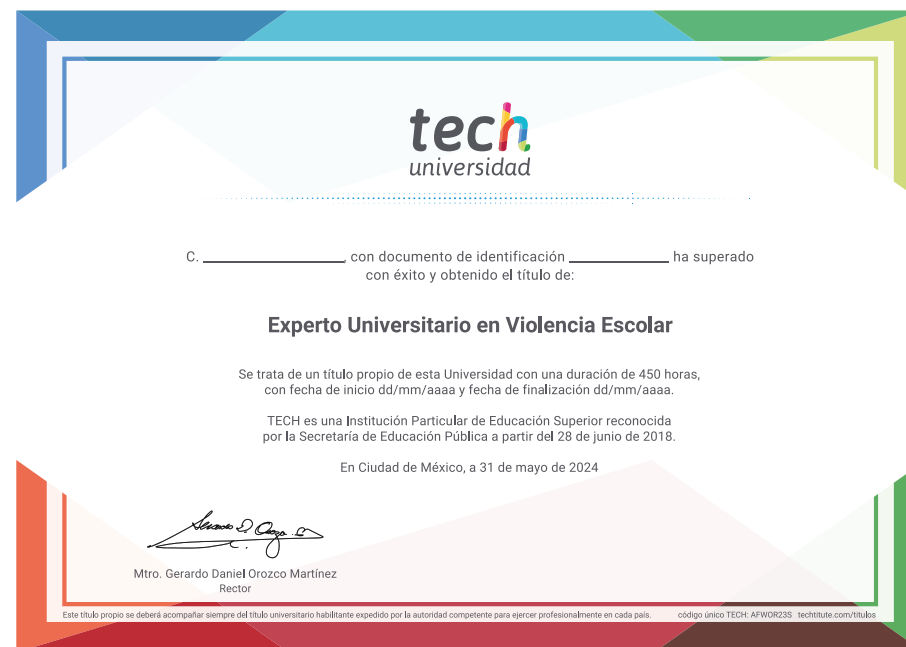 tech
universidad
C. ____________, con documento de identificación ____________ ha superado
con éxito y obtenido el título de:
Experto Universitario en Violencia Escolar
Se trata de un título propio de esta Universidad con una duración de 450 horas,
con fecha de inicio dd/mm/aaaa y fecha de finalización dd/mm/aaaa.
TECH es una Institución Particular de Educación Superior reconocida
por la Secretaría de Educación Pública a partir del 28 de junio de 2018.
En Ciudad de México, a 31 de mayo de 2024
Mtro. Gerardo Daniel Orozco Martínez
Rector
Este título propio se deberá acompañar siempre del título universitario habilitante expedido por la autoridad competente para ejercer profesionalmente en cada país. código único TECH: AFWOR23S techtitute.com/titulos